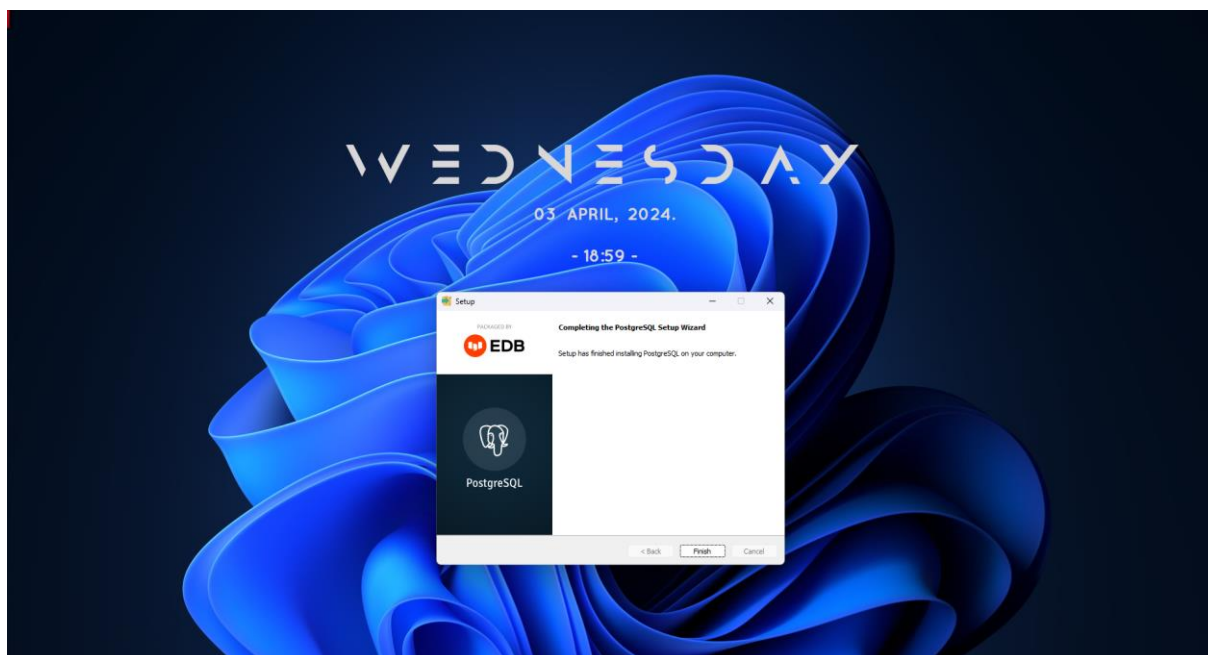 WEDNESDAY
03 APRIL, 2024.
- 18:59 -
Setup
PACKAGED BY
EDB
Completing the PostgreSQL Setup Wizard
Setup has finished installing PostgreSQL on your computer.
PostgreSQL
< Back
Finish
Cancel